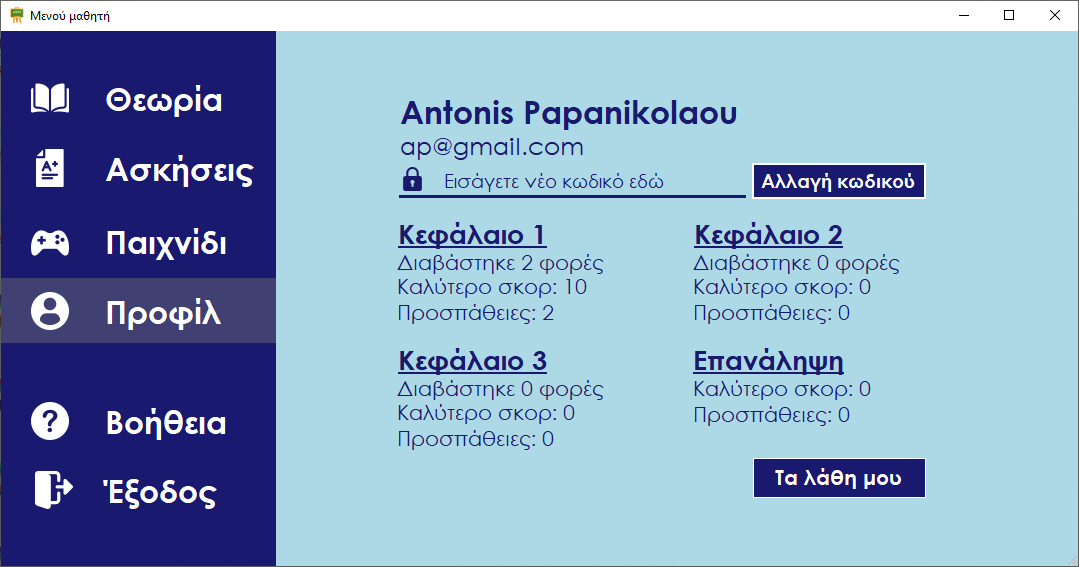 Μενού μαθητή
Θεωρία
Ασκήσεις
Παιχνίδι
Προφίλ
Βοήθεια
Έξοδος
Antonis Papanikolaou
ap@gmail.com
Εισάγετε νέο κωδικό εδώ
Αλλαγή κωδικού
Κεφάλαιο 1
Διαβάστηκε 2 φορές
Καλύτερο σκορ: 10
Προσπάθειες: 2
Κεφάλαιο 2
Διαβάστηκε 0 φορές
Καλύτερο σκορ: 0
Προσπάθειες: 0
Κεφάλαιο 3
Διαβάστηκε 0 φορές
Καλύτερο σκορ: 0
Προσπάθειες: 0
Επανάληψη
Καλύτερο σκορ: 0
Προσπάθειες: 0
Τα λάθη μου